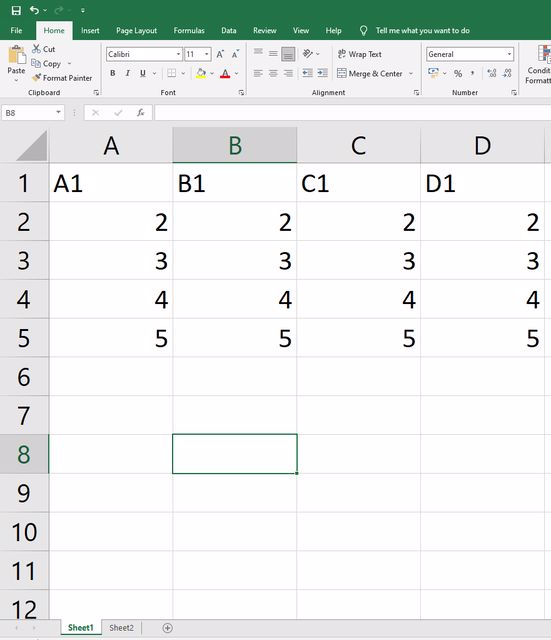 File Home Insert Page Layout Formulas Data Review View Help Tell me what you want to do
Paste
Cut
Copy
Format Painter
Clipboard
Calibri 11
B I U
Font
Wrap Text
Merge & Center
Alignment
General
%
Number
Condit
Formatt
B8
fx
A B C D
1 A1 B1 C1 D1
2 2 2 2 2
3 3 3 3 3
4 4 4 4 4
5 5 5 5 5
6
7
8
9
10
11
12
Sheet1 Sheet2